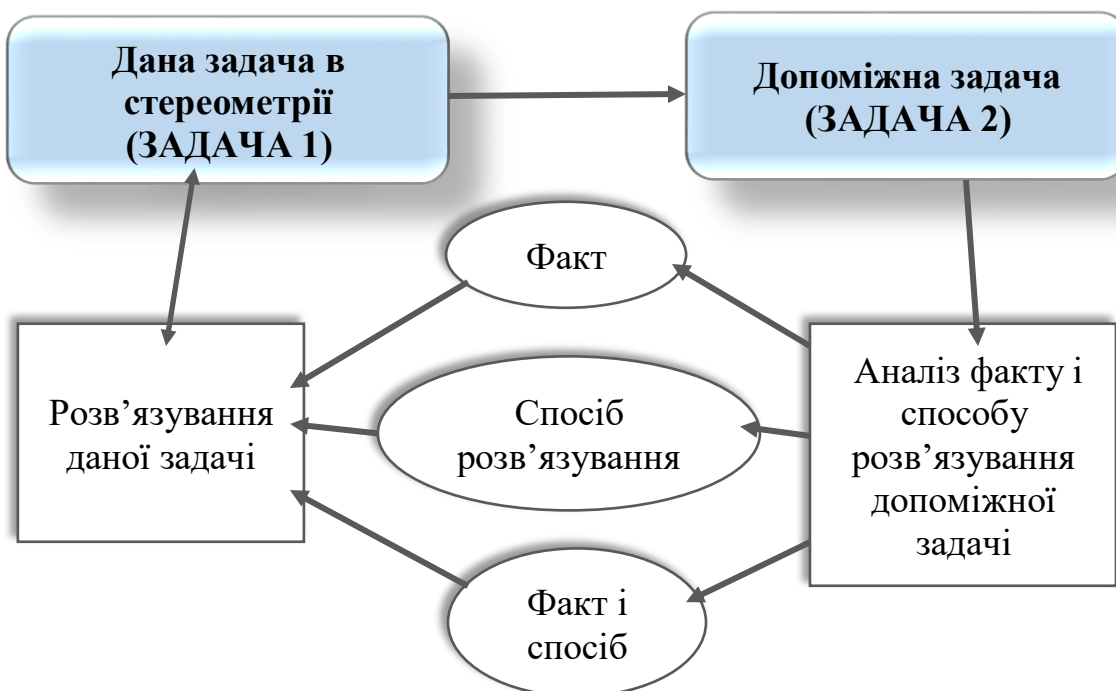 Дана задача в
стереометрії
(ЗАДАЧА 1)
Допоміжна задача
(ЗАДАЧА 2)
Факт
Розв’язування
даної задачі
Спосіб
розв’язування
Аналіз факту і
способу
розв’язування
допоміжної
задачі
Факт і
спосіб